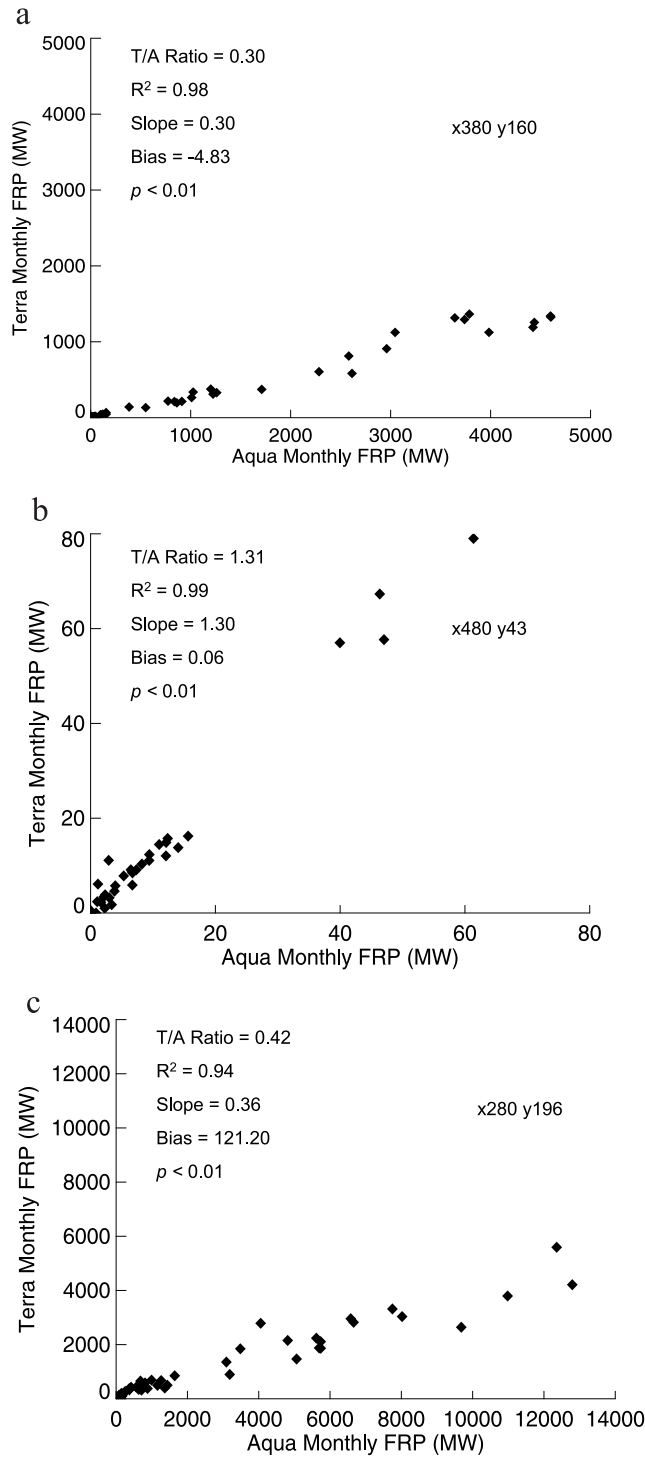 a
5000
4000
3000
2000
1000
0
Terra Monthly FRP (MW)
T/A Ratio = 0.30
R² = 0.98
Slope = 0.30
Bias = -4.83
p < 0.01
x380 y160
0 1000 2000 3000 4000 5000
Aqua Monthly FRP (MW)
b
80
60
40
20
0
Terra Monthly FRP (MW)
T/A Ratio = 1.31
R² = 0.99
Slope = 1.30
Bias = 0.06
p < 0.01
x480 y43
0 20 40 60 80
Aqua Monthly FRP (MW)
c
14000
12000
10000
8000
6000
4000
2000
0
Terra Monthly FRP (MW)
T/A Ratio = 0.42
R² = 0.94
Slope = 0.36
Bias = 121.20
p < 0.01
x280 y196
0 2000 4000 6000 8000 10000 12000 14000
Aqua Monthly FRP (MW)